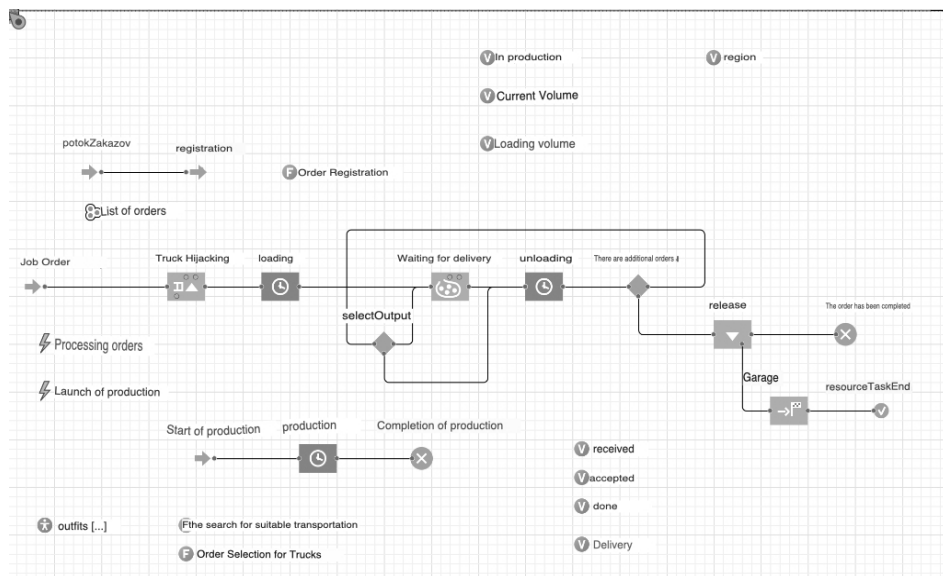 In production
region
Current Volume
Loading volume
potokZakazov
registration
Order Registration
List of orders
Job Order
Truck Hijacking
loading
Waiting for delivery
unloading
There are additional orders
selectOutput
release
The order has been completed
Processing orders
Launch of production
Garage
resourceTaskEnd
Start of production
production
Completion of production
received
accepted
done
Delivery
outfits [...]
the search for suitable transportation
Order Selection for Trucks
V
V
V
V
F
V
V
V
V
F
F